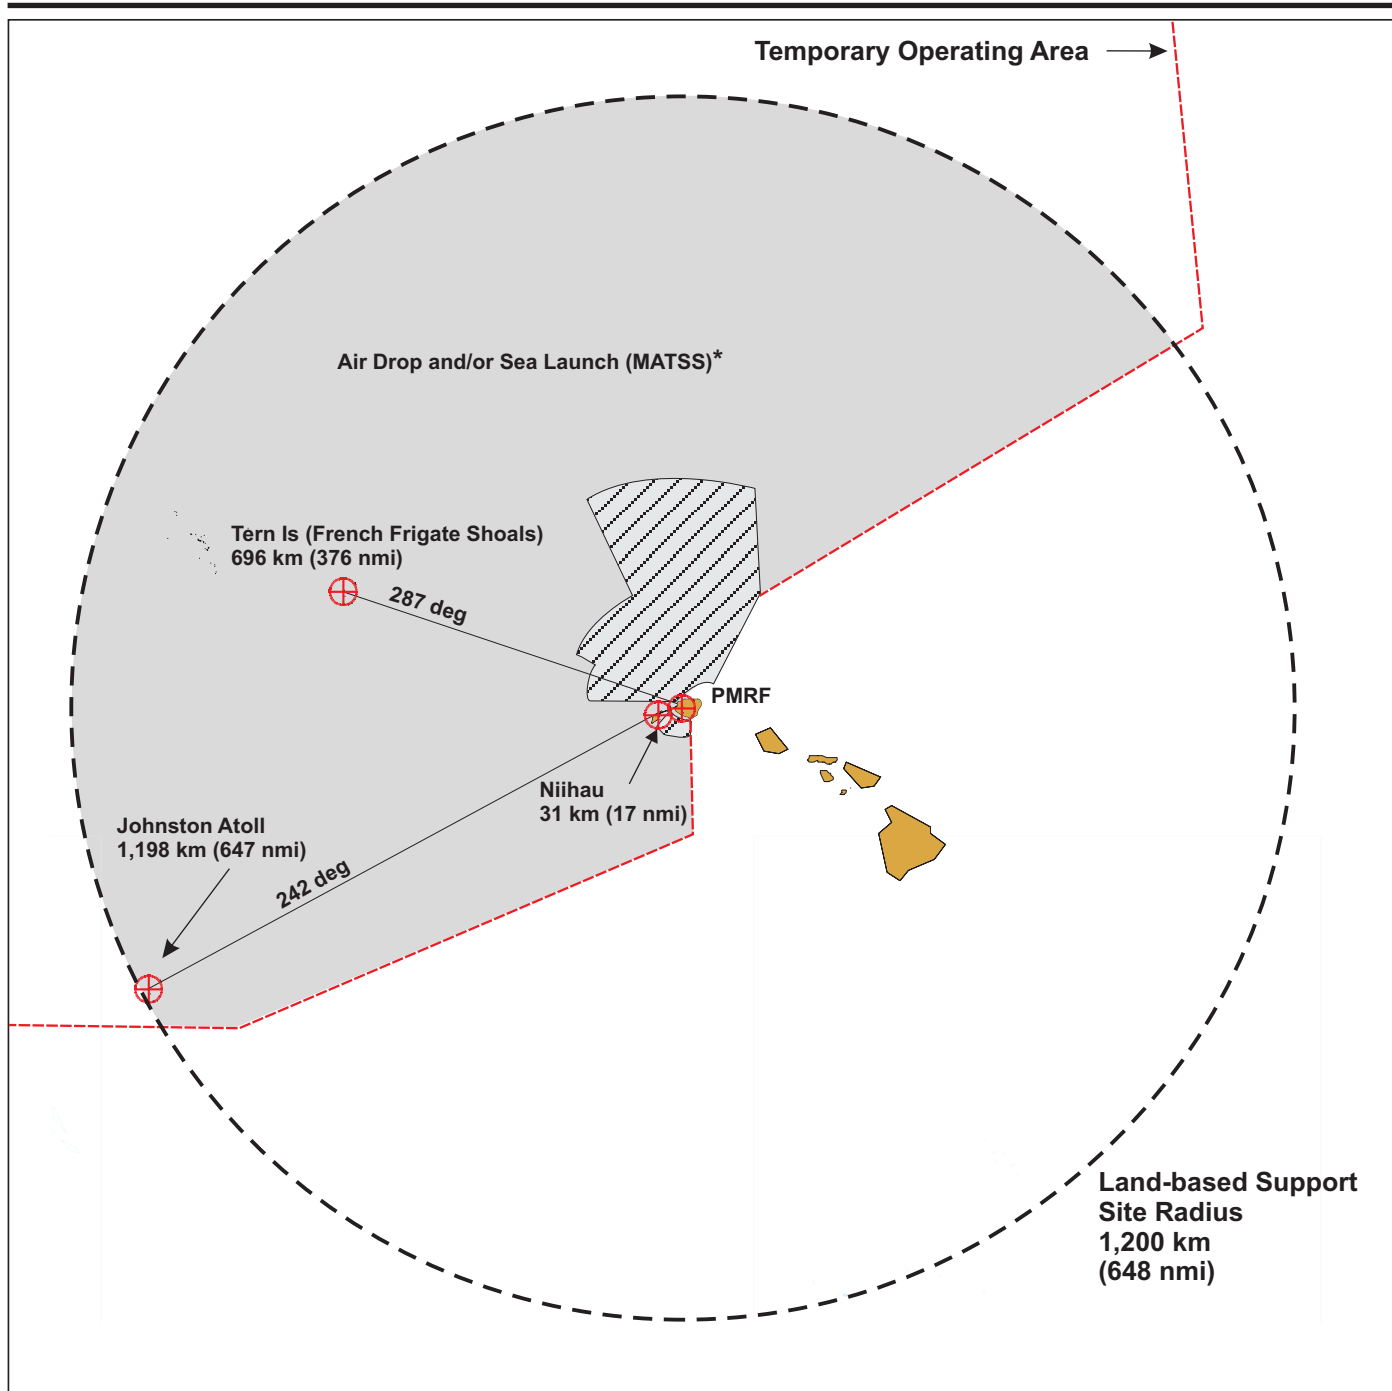 Temporary Operating Area
Air Drop and/or Sea Launch (MATSS)*
Tern Is (French Frigate Shoals)
696 km (376 nmi)
287 deg
PMRF
Niihau
31 km (17 nmi)
Johnston Atoll
1,198 km (647 nmi)
242 deg
Land-based Support
Site Radius
1,200 km
(648 nmi)